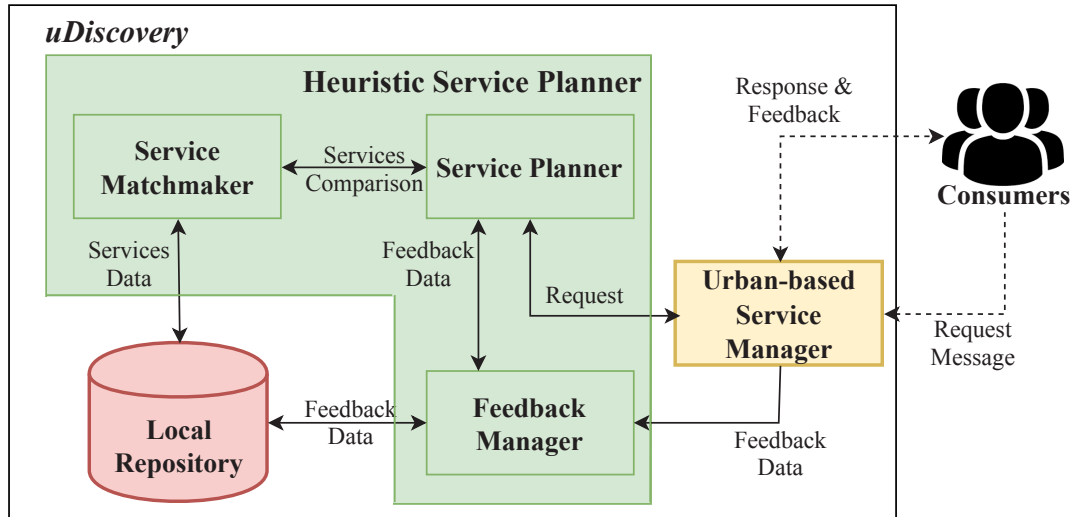 uDiscovery
Heuristic Service Planner
Response &
Feedback
Service
Matchmaker
Services
Comparison
Service Planner
Consumers
Services
Data
Feedback
Data
Request
Urban-based
Service
Manager
Request
Message
Local
Repository
Feedback
Data
Feedback
Manager
Feedback
Data